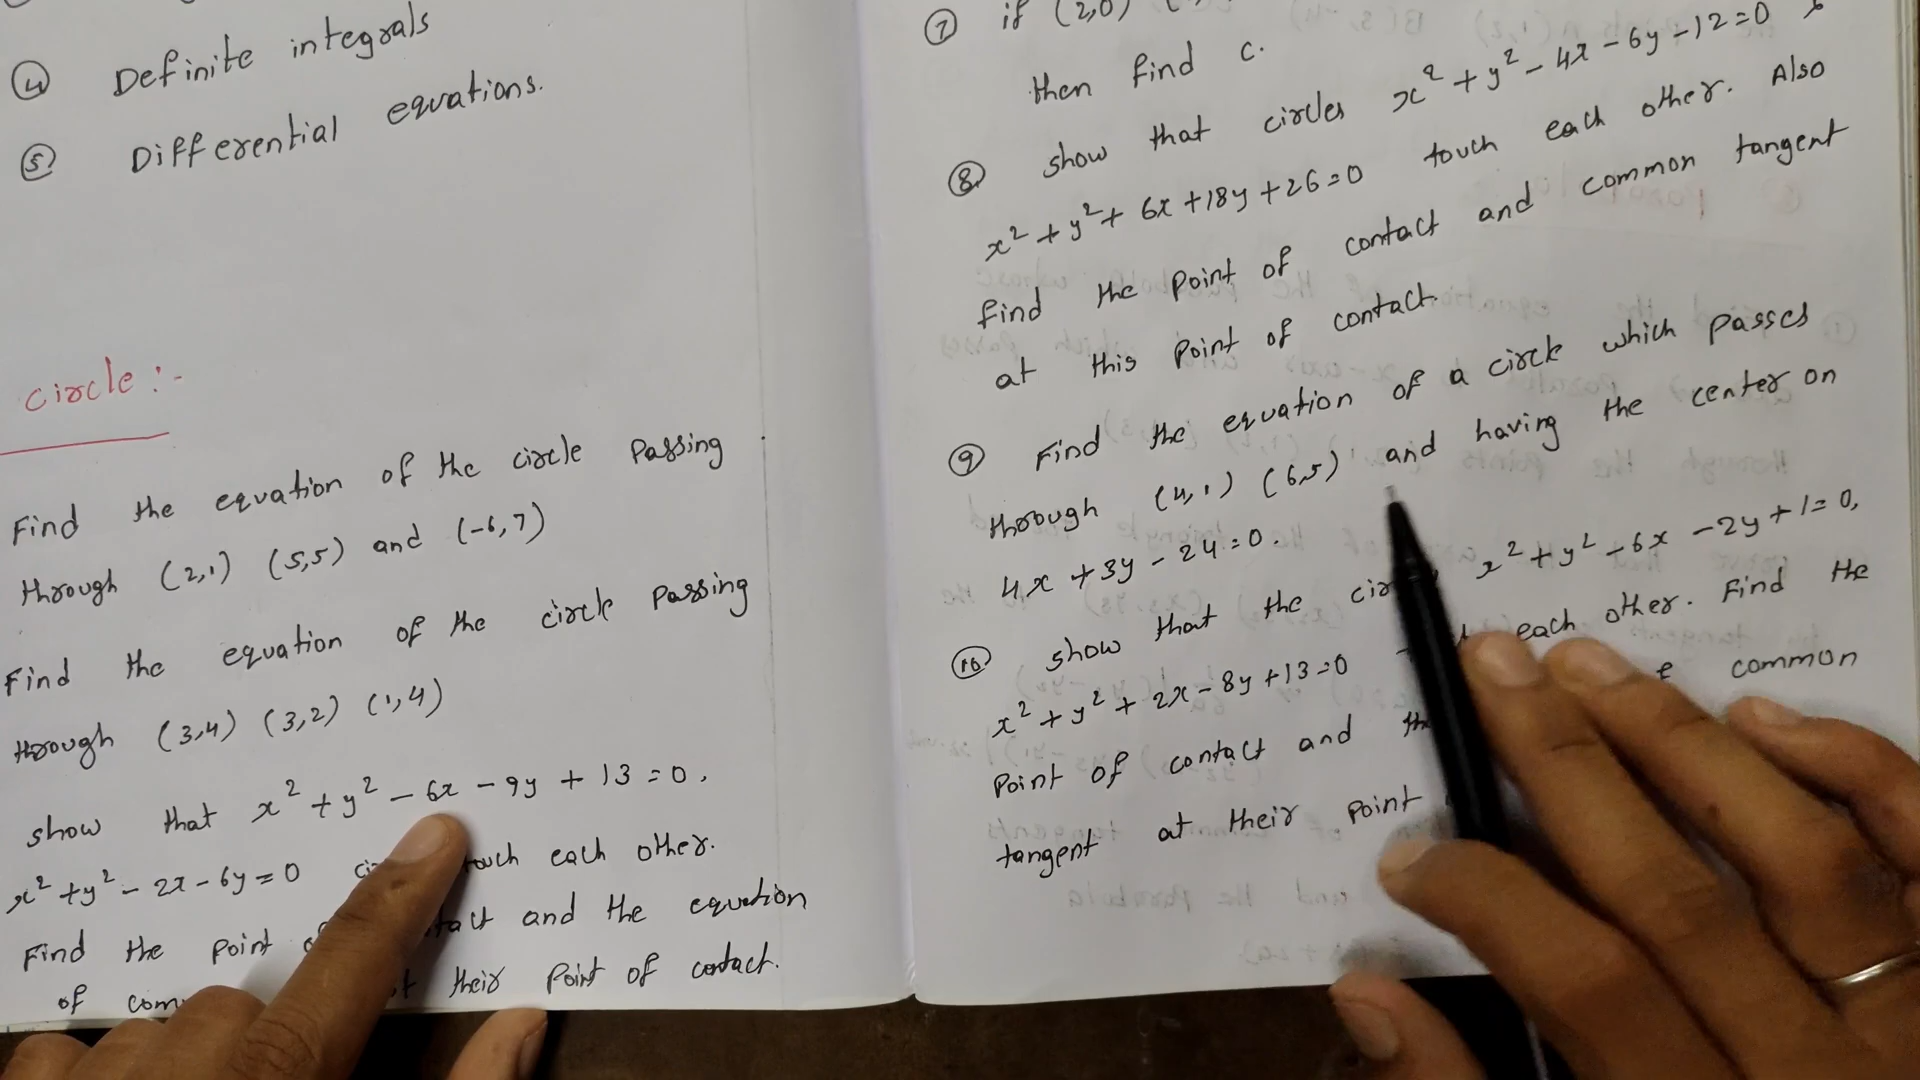 ④ Definite integrals
⑤ Differential equations.
circle :-
Find the equation of the circle passing
through (2,1) (5,5) and (-6,7)
Find the equation of the circle passing
through (3,4) (3,2) (1,4)
show that x² + y² - 6x - 9y + 13 = 0,
x² + y² - 2x - 6y = 0 touch each other.
Find the point and the equation
of their point of contact.
⑦ if (2,0)
then find c.
⑧ show that circles x² + y² - 4x - 6y - 12 = 0
x² + y² + 6x + 18y + 26 = 0 touch each other. Also
find the point of contact and common tangent
at this point of contact.
⑨ Find the equation of a circle which passes
through (4,1) (6,5) and having the center on
4x + 3y - 24 = 0.
⑩ show that the x² + y² - 6x - 2y + 1 = 0,
x² + y² + 2x - 8y + 13 = 0 each other. Find the
point of contact and common
tangent at their point